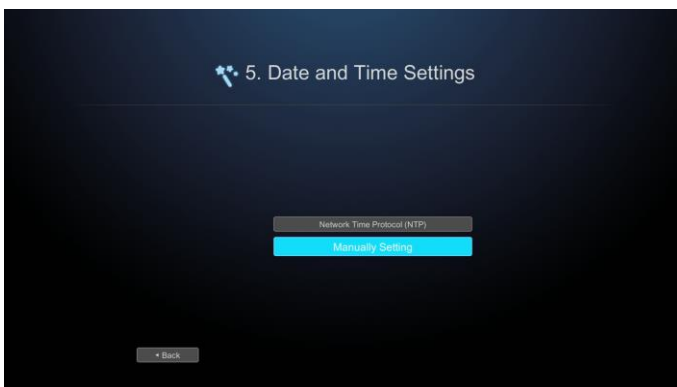 5. Date and Time Settings
Network Time Protocol (NTP)
Manually Setting
Back